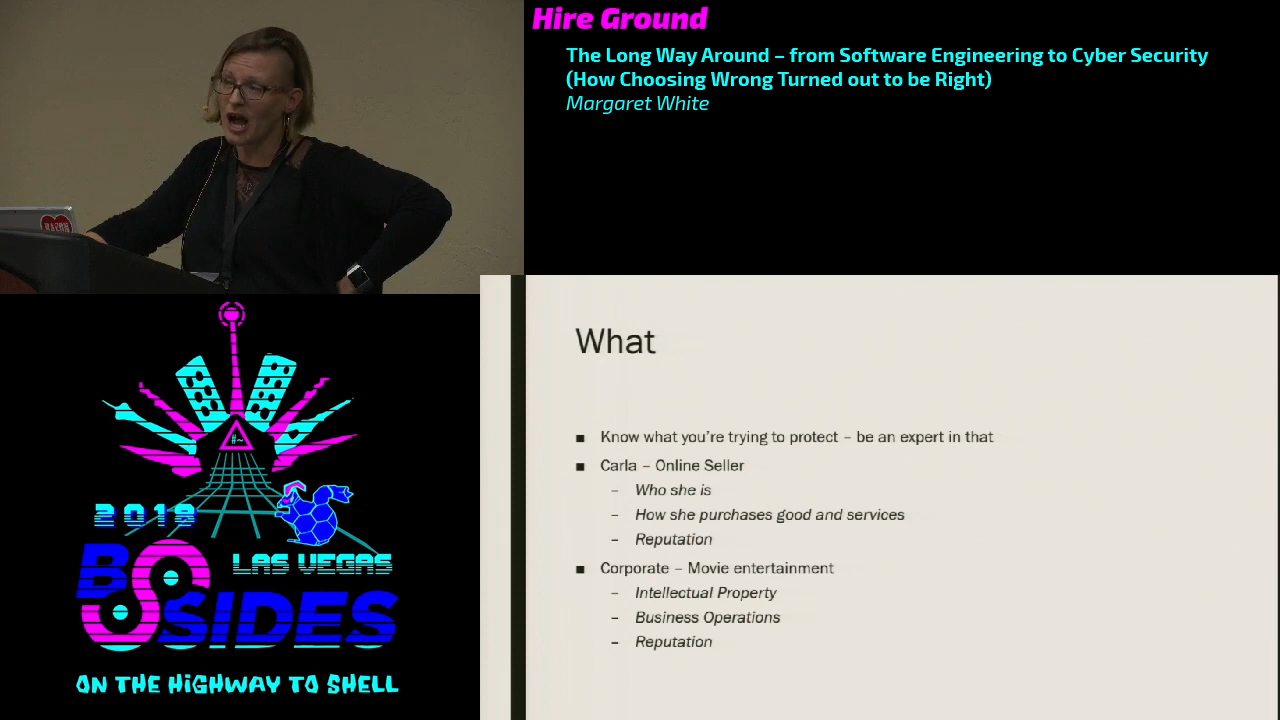 Hire Ground
The Long Way Around – from Software Engineering to Cyber Security
(How Choosing Wrong Turned out to be Right)
Margaret White
What
■ Know what you're trying to protect – be an expert in that
■ Carla – Online Seller
– Who she is
– How she purchases good and services
– Reputation
■ Corporate – Movie entertainment
– Intellectual Property
– Business Operations
– Reputation
#~
2019
LAS VEGAS
BSIDES
ON THE HIGHWAY TO SHELL